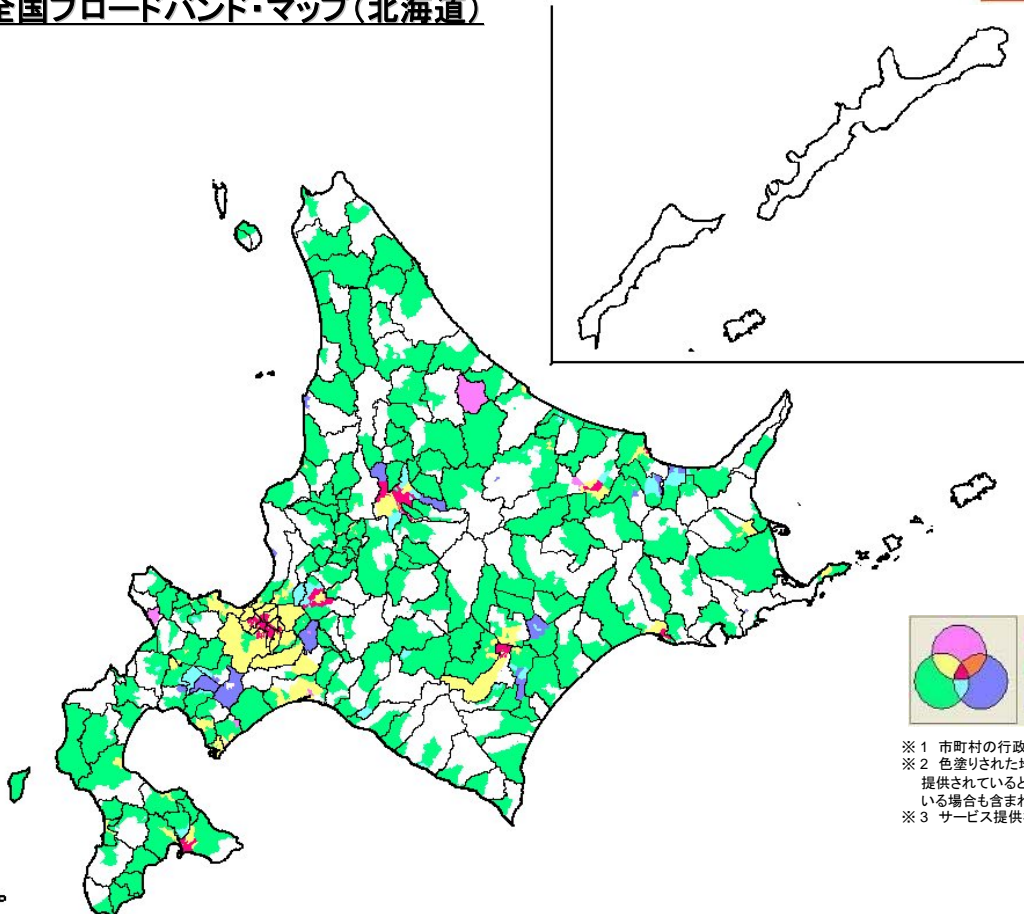 全国ブロードバンド・マップ（北海道）
※１ 市町村の行政
※２ 色塗りされた
提供されていると
いる場合も含まれ
※３ サービス提供